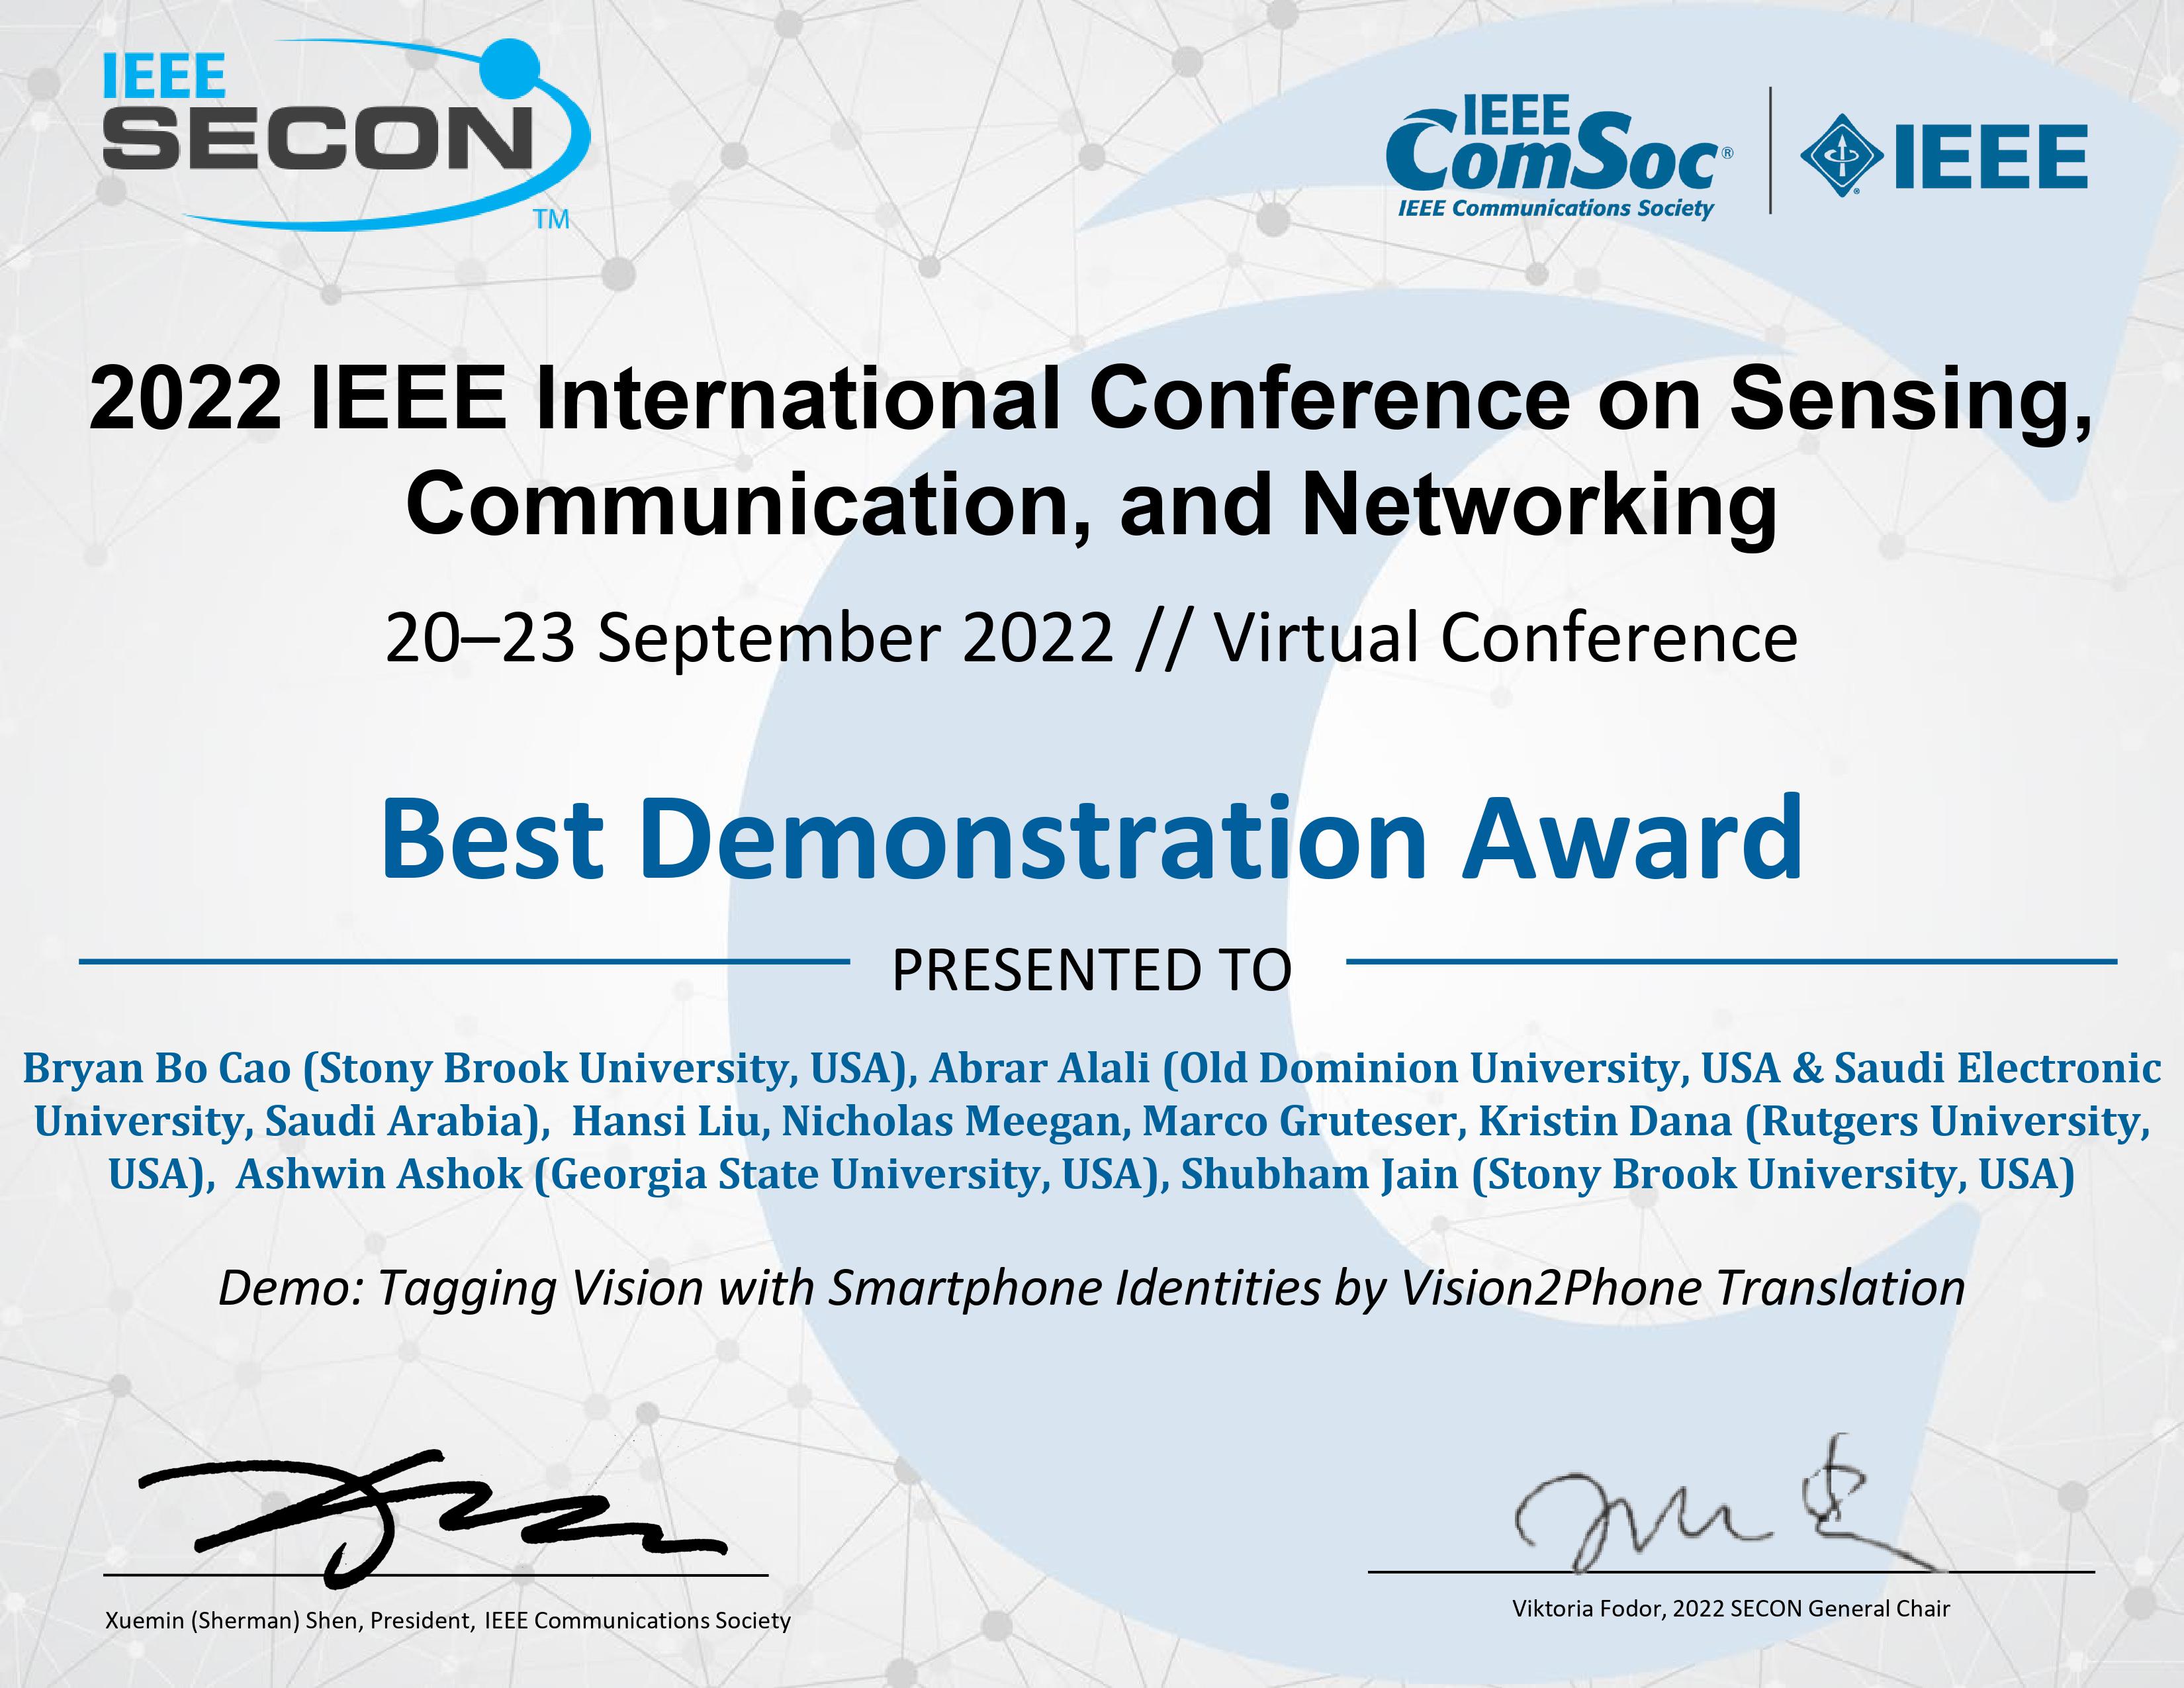 IEEE
SECON
TM
IEEE
ComSoc®
IEEE Communications Society
IEEE
2022 IEEE International Conference on Sensing,
Communication, and Networking
20–23 September 2022 // Virtual Conference
Best Demonstration Award
PRESENTED TO
Bryan Bo Cao (Stony Brook University, USA), Abrar Alali (Old Dominion University, USA & Saudi Electronic
University, Saudi Arabia), Hansi Liu, Nicholas Meegan, Marco Gruteser, Kristin Dana (Rutgers University,
USA), Ashwin Ashok (Georgia State University, USA), Shubham Jain (Stony Brook University, USA)
Demo: Tagging Vision with Smartphone Identities by Vision2Phone Translation
Xuemin (Sherman) Shen, President, IEEE Communications Society
Viktoria Fodor, 2022 SECON General Chair